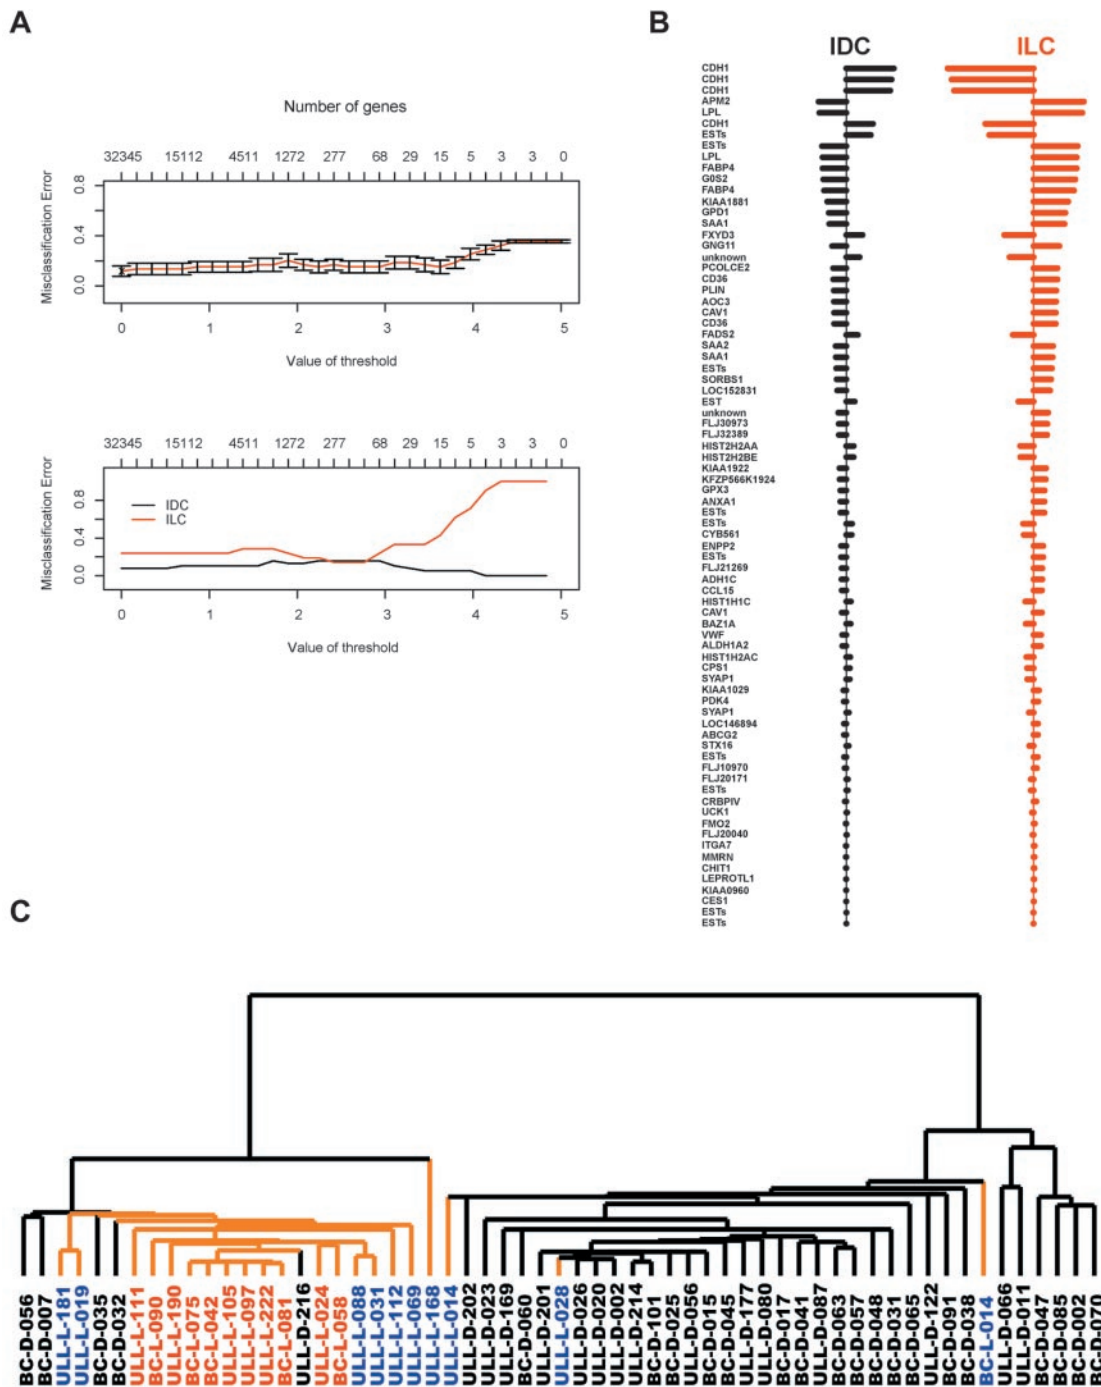 A
Number of genes
32345 15112 4511 1272 277 68 29 15 5 3 3 0
Misclassification Error
0.8
0.4
0.0
0 1 2 3 4 5
Value of threshold
32345 15112 4511 1272 277 68 29 15 5 3 3 0
Misclassification Error
0.8
0.4
0.0
IDC
ILC
0 1 2 3 4 5
Value of threshold
B
IDC ILC
CDH1
CDH1
CDH1
APM2
LPL
CDH1
ESTs
ESTs
LPL
FABP4
G0S2
FABP4
KIAA1881
GPD1
SAA1
FXYD3
GNG11
unknown
PCOLCE2
CD36
PLIN
AOC3
CAV1
CD36
FADS2
SAA2
SAA1
ESTs
SORBS1
LOC152831
EST
unknown
FLJ30973
FLJ32389
HIST2H2AA
HIST2H2BE
KIAA1922
KFZP566K1924
GPX3
ANXA1
ESTs
ESTs
CYB561
ENPP2
ESTs
FLJ21269
ADH1C
CCL15
HIST1H1C
CAV1
BAZ1A
VWF
ALDH1A2
HIST1H2AC
CPS1
SYAP1
KIAA1029
PDK4
SYAP1
LOC146894
ABCG2
STX16
ESTs
FLJ10970
FLJ20171
ESTs
CRBPIV
UCK1
FMO2
FLJ20040
ITGA7
MMRN
CHIT1
LEPROTL1
KIAA0960
CES1
ESTs
ESTs
C
BC-D-056
BC-D-007
ULL-L-181
ULL-L-019
BC-D-035
BC-D-032
ULL-L-111
BC-L-090
ULL-L-190
BC-L-075
BC-L-042
ULL-L-105
ULL-L-097
ULL-L-222
BC-L-081
ULL-D-216
ULL-L-024
BC-L-058
ULL-L-088
ULL-L-031
ULL-L-112
ULL-L-069
ULL-L-168
ULL-L-014
ULL-D-202
ULL-D-023
ULL-D-169
BC-D-060
ULL-D-201
ULL-L-028
ULL-D-026
ULL-D-020
ULL-D-002
ULL-D-214
BC-D-101
BC-D-025
ULL-D-056
BC-D-015
BC-D-045
ULL-D-177
ULL-D-080
BC-D-017
BC-D-041
ULL-D-087
BC-D-063
BC-D-057
BC-D-048
BC-D-031
BC-D-065
ULL-D-122
BC-D-091
BC-D-038
BC-L-014
ULL-D-066
ULL-D-011
BC-D-047
BC-D-085
BC-D-002
BC-D-070